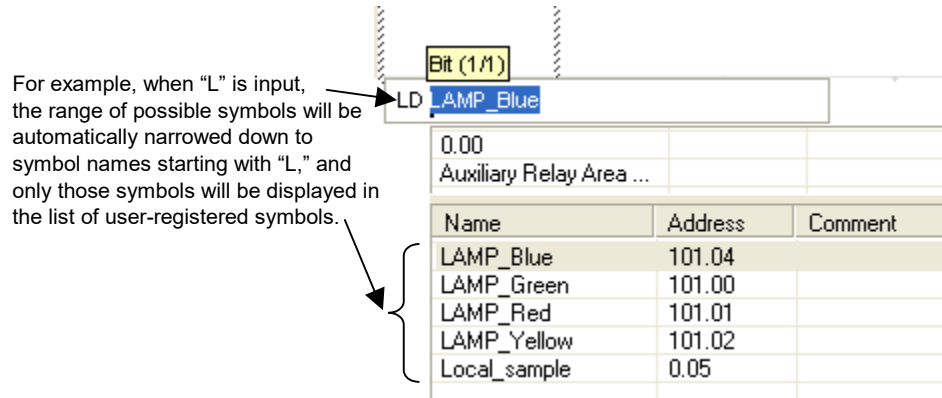 For example, when “L” is input,
the range of possible symbols will be
automatically narrowed down to
symbol names starting with “L,” and
only those symbols will be displayed in
the list of user-registered symbols.
Bit (1/1)
LD LAMP_Blue
0.00
Auxiliary Relay Area ...
Name Address Comment
LAMP_Blue 101.04
LAMP_Green 101.00
LAMP_Red 101.01
LAMP_Yellow 101.02
Local_sample 0.05